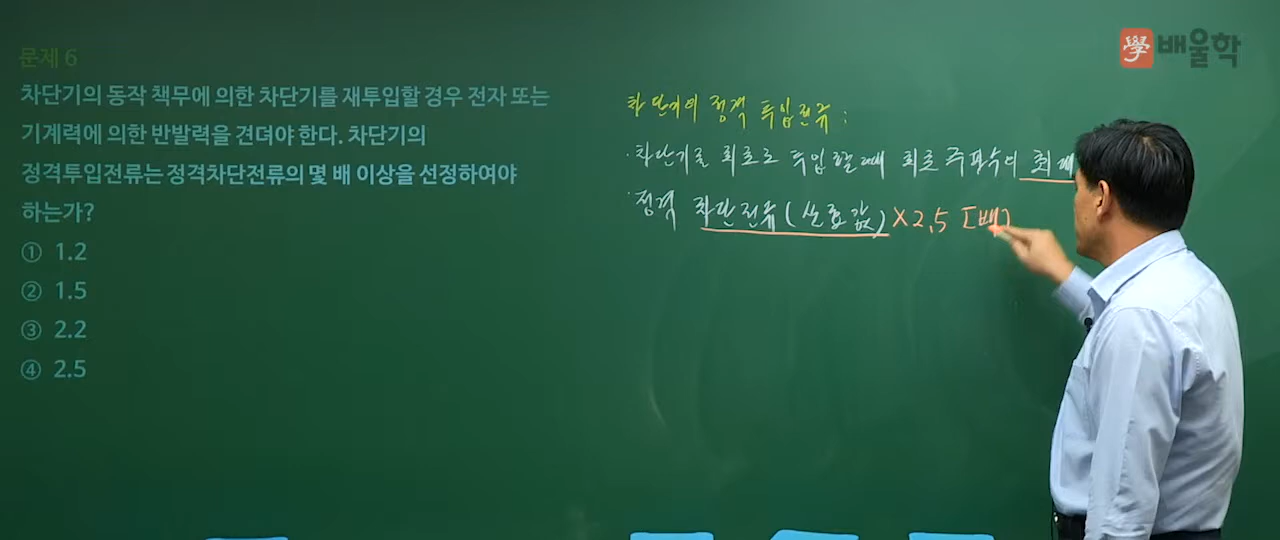 學 배울학
문제 6
차단기의 동작 책무에 의한 차단기를 재투입할 경우 전자 또는
기계력에 의한 반발력을 견뎌야 한다. 차단기의
정격투입전류는 정격차단전류의 몇 배 이상을 선정하여야
하는가?
① 1.2
② 1.5
③ 2.2
④ 2.5
차단기의 정격 투입전류 :
· 차단기를 회로로 투입할때 최초 주파수의 최대
· 정격 차단전류(실효값) × 2.5 [배]